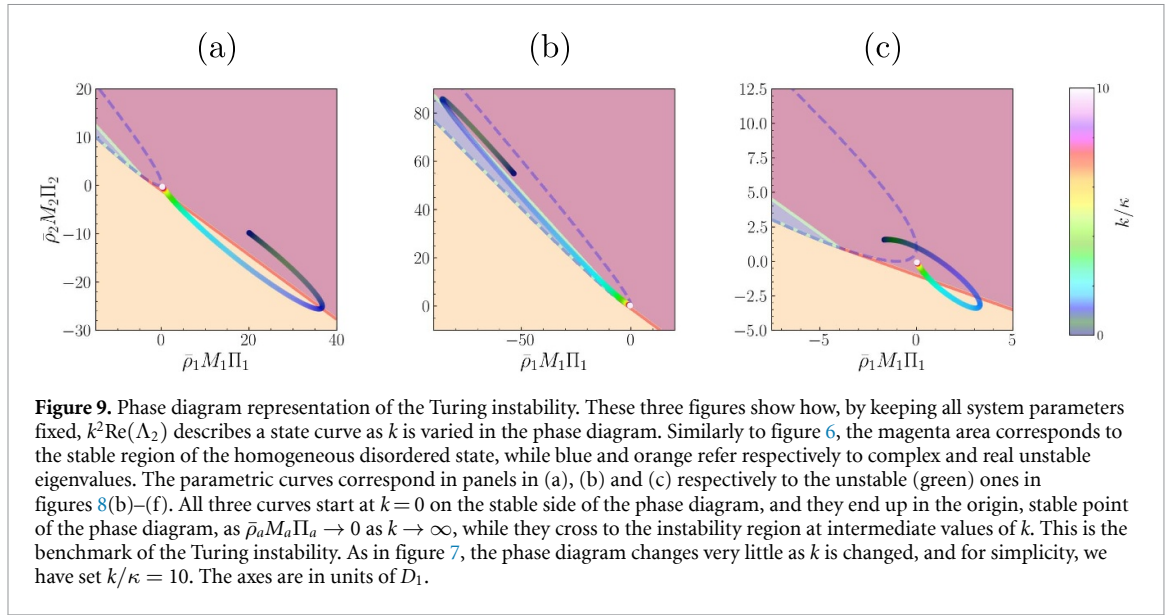 (a) (b) (c)
20
10
0
−10
−20
−30
ρ̄₂M₂Π₂
0 20 40
ρ̄₁M₁Π₁
80
60
40
20
0
−50 0
ρ̄₁M₁Π₁
12.5
10.0
7.5
5.0
2.5
0.0
−2.5
−5.0
−5 0 5
ρ̄₁M₁Π₁
10
0
k/κ
Figure 9. Phase diagram representation of the Turing instability. These three figures show how, by keeping all system parameters
fixed, k²Re(Λ₂) describes a state curve as k is varied in the phase diagram. Similarly to figure 6, the magenta area corresponds to
the stable region of the homogeneous disordered state, while blue and orange refer respectively to complex and real unstable
eigenvalues. The parametric curves correspond in panels in (a), (b) and (c) respectively to the unstable (green) ones in
figures 8(b)–(f). All three curves start at k = 0 on the stable side of the phase diagram, and they end up in the origin, stable point
of the phase diagram, as ρ̄ₐMₐΠₐ → 0 as k → ∞, while they cross to the instability region at intermediate values of k. This is the
benchmark of the Turing instability. As in figure 7, the phase diagram changes very little as k is changed, and for simplicity, we
have set k/κ = 10. The axes are in units of D₁.